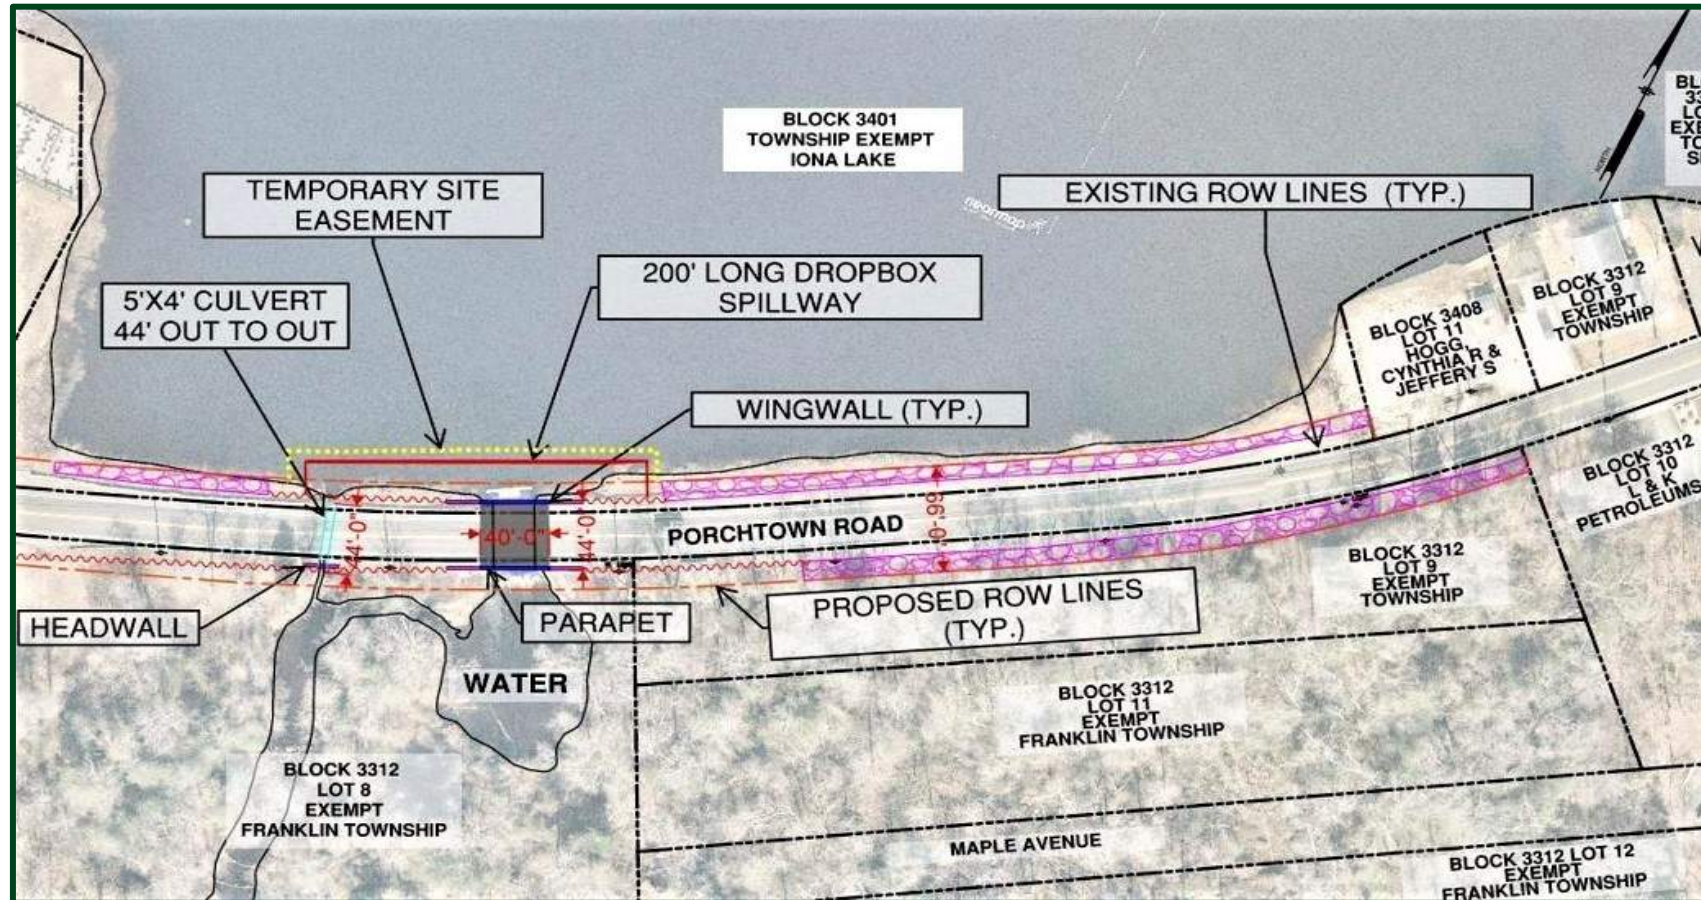 BLOCK 3401
TOWNSHIP EXEMPT
IONA LAKE
TEMPORARY SITE
EASEMENT
EXISTING ROW LINES (TYP.)
nearmap
NORTH
200' LONG DROPBOX
SPILLWAY
5'X4' CULVERT
44' OUT TO OUT
WINGWALL (TYP.)
BLOCK 3408
LOT 11
HOGG,
CYNTHIA R &
JEFFERY S
BLOCK 3312
LOT 9
EXEMPT
TOWNSHIP
BLOCK 3312
LOT 10
L & K
PETROLEUMS
44'-0"
40'-0"
44'-0"
PORCHTOWN ROAD
66'-0"
BLOCK 3312
LOT 9
EXEMPT
TOWNSHIP
HEADWALL
PARAPET
PROPOSED ROW LINES
(TYP.)
WATER
BLOCK 3312
LOT 11
EXEMPT
FRANKLIN TOWNSHIP
BLOCK 3312
LOT 8
EXEMPT
FRANKLIN TOWNSHIP
MAPLE AVENUE
BLOCK 3312 LOT 12
EXEMPT
FRANKLIN TOWNSHIP